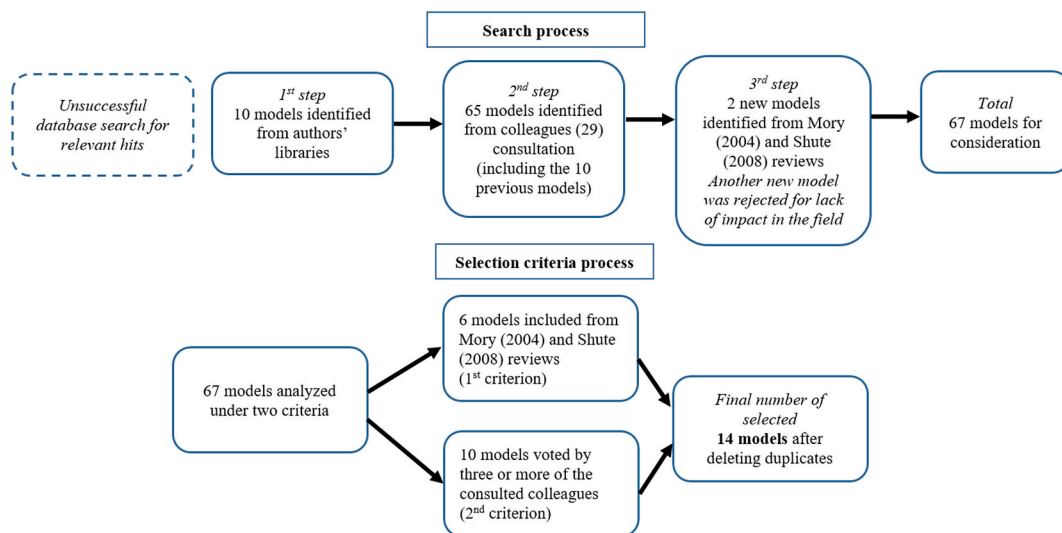 Search process
Unsuccessful
database search for
relevant hits
1st step
10 models identified
from authors’
libraries
2nd step
65 models identified
from colleagues (29)
consultation
(including the 10
previous models)
3rd step
2 new models
identified from Mory
(2004) and Shute
(2008) reviews
Another new model
was rejected for lack
of impact in the field
Total
67 models for
consideration
Selection criteria process
67 models analyzed
under two criteria
6 models included from
Mory (2004) and Shute
(2008) reviews
(1st criterion)
10 models voted by
three or more of the
consulted colleagues
(2nd criterion)
Final number of
selected
14 models after
deleting duplicates